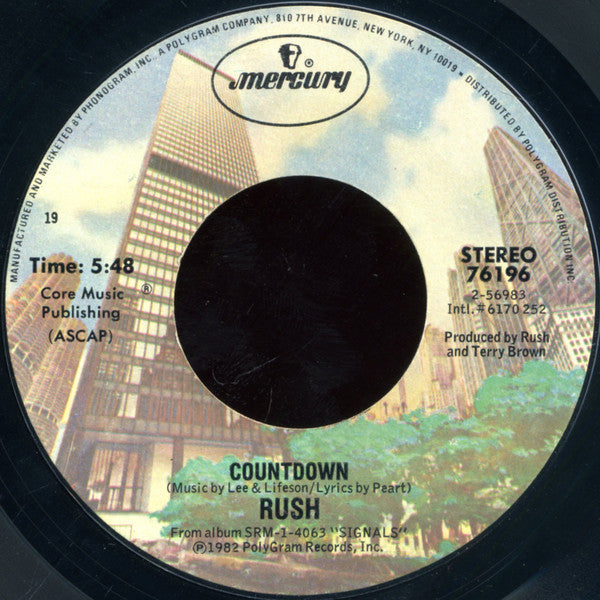 MANUFACTURED AND MARKETED BY PHONOGRAM, INC., A POLYGRAM COMPANY, 810 7TH AVENUE, NEW YORK, NY 10019 • DISTRIBUTED BY POLYGRAM DISTRIBUTION INC
mercury®
19
Time: 5:48
Core Music ®
Publishing
(ASCAP)
STEREO
76196
2-56983
Intl.#6170 252
Produced by Rush
and Terry Brown
COUNTDOWN
(Music by Lee & Lifeson/Lyrics by Peart)
RUSH
From album SRM-1-4063 "SIGNALS"
℗1982 PolyGram Records, Inc.